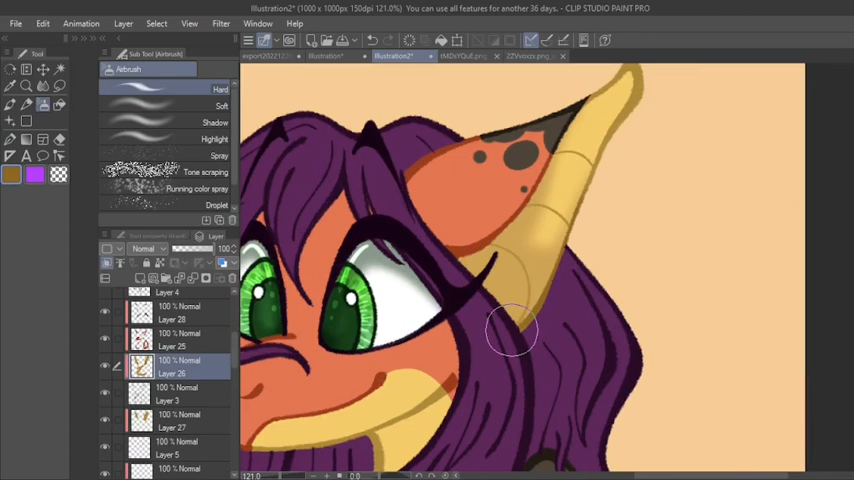 Illustration2* (1000 x 1000px 150dpi 121.0%) You can use all features for another 36 days. - CLIP STUDIO PAINT PRO
File Edit Animation Layer Select View Filter Window Help
Tool
Sub Tool [Airbrush]
Illustration* Illustration2* tMDsYQuE.png ZZVvoxzx.png
Airbrush
Hard
Soft
Shadow
Highlight
Spray
Tone scraping
Running color spray
Droplet
Layer
Normal 100
Layer 4
100 % Normal
Layer 28
100 % Normal
Layer 25
100 % Normal
Layer 26
100 % Normal
Layer 3
100 % Normal
Layer 27
100 % Normal
Layer 5
100 % Normal
121.0 0.0